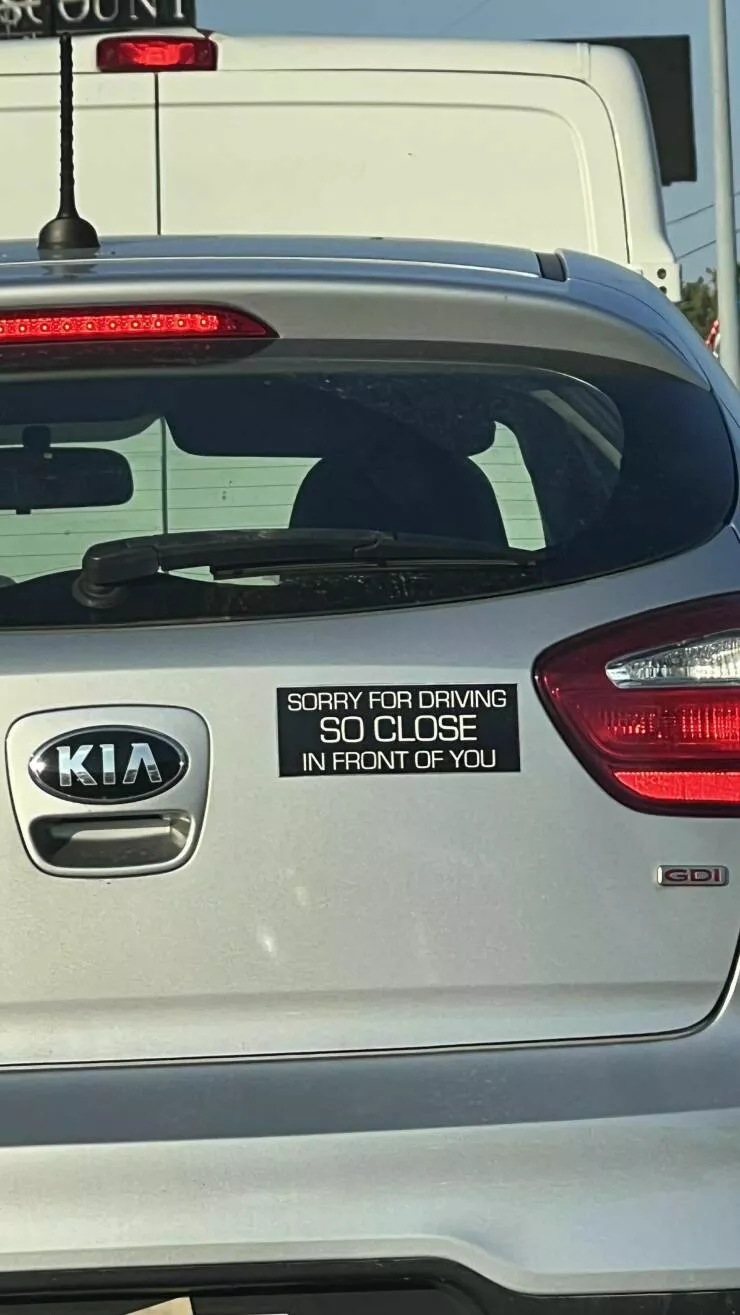 KIA
SORRY FOR DRIVING
SO CLOSE
IN FRONT OF YOU
GDI